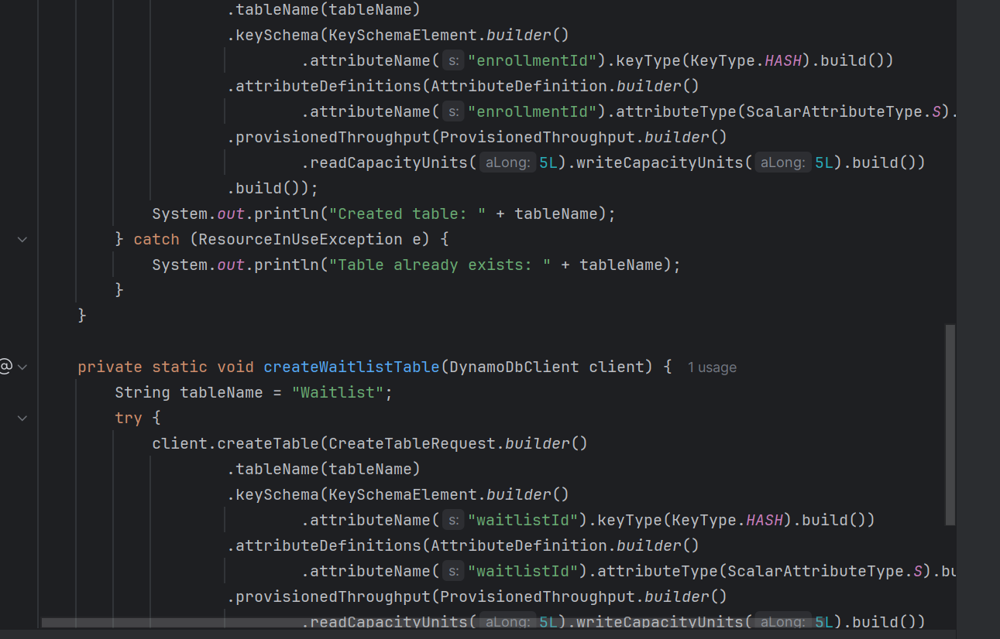 .tableName(tableName)
.keySchema(KeySchemaElement.builder()
.attributeName( s: "enrollmentId").keyType(KeyType.HASH).build())
.attributeDefinitions(AttributeDefinition.builder()
.attributeName( s: "enrollmentId").attributeType(ScalarAttributeType.S).
.provisionedThroughput(ProvisionedThroughput.builder()
.readCapacityUnits( aLong: 5L).writeCapacityUnits( aLong: 5L).build())
.build());
System.out.println("Created table: " + tableName);
} catch (ResourceInUseException e) {
System.out.println("Table already exists: " + tableName);
}
}
@
private static void createWaitlistTable(DynamoDbClient client) { 1 usage
String tableName = "Waitlist";
try {
client.createTable(CreateTableRequest.builder()
.tableName(tableName)
.keySchema(KeySchemaElement.builder()
.attributeName( s: "waitlistId").keyType(KeyType.HASH).build())
.attributeDefinitions(AttributeDefinition.builder()
.attributeName( s: "waitlistId").attributeType(ScalarAttributeType.S).bu
.provisionedThroughput(ProvisionedThroughput.builder()
.readCapacityUnits( aLong: 5L).writeCapacityUnits( aLong: 5L).build())